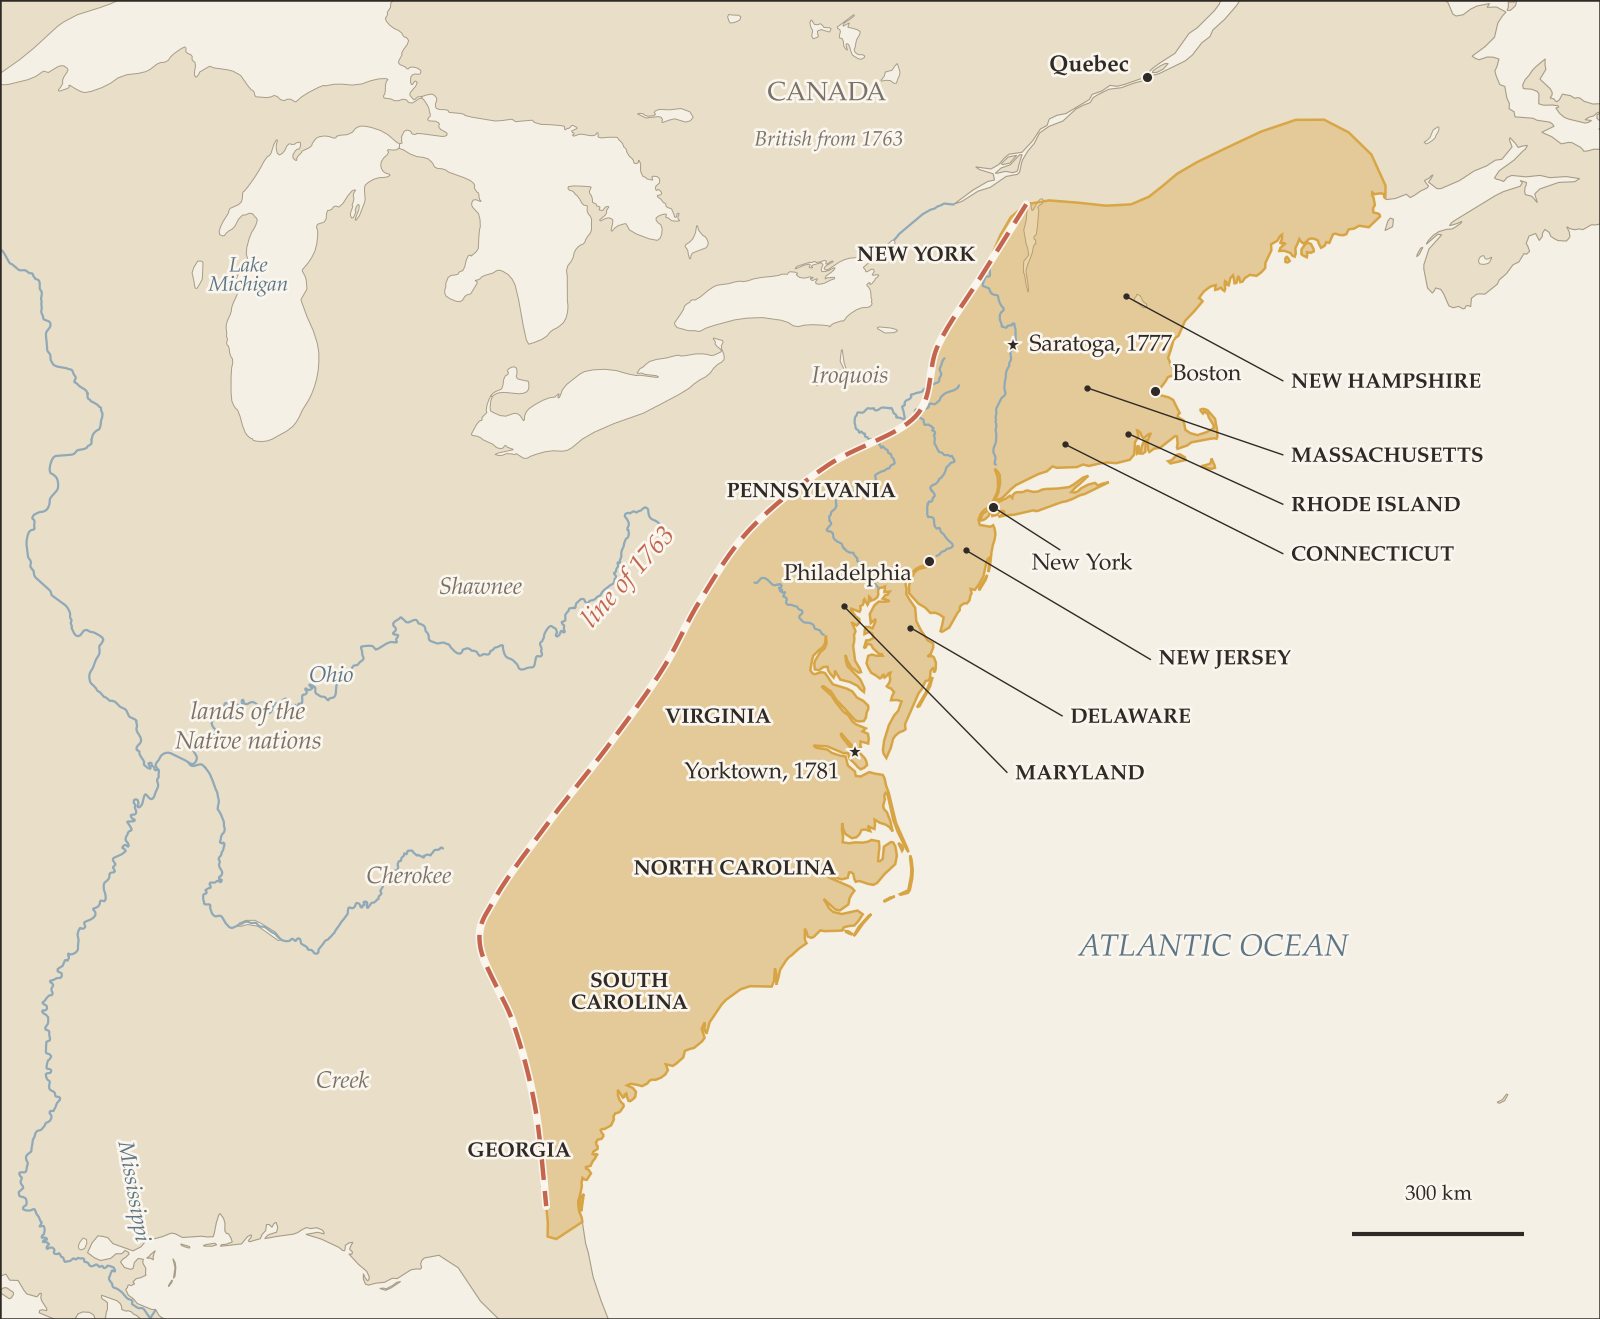 Quebec
CANADA
British from 1763
NEW YORK
Lake
Michigan
Saratoga, 1777
Iroquois
Boston
NEW HAMPSHIRE
MASSACHUSETTS
PENNSYLVANIA
RHODE ISLAND
line of 1763
CONNECTICUT
New York
Philadelphia
Shawnee
NEW JERSEY
Ohio
lands of the
Native nations
VIRGINIA
DELAWARE
Yorktown, 1781
MARYLAND
NORTH CAROLINA
Cherokee
ATLANTIC OCEAN
SOUTH
CAROLINA
Creek
GEORGIA
Mississippi
300 km